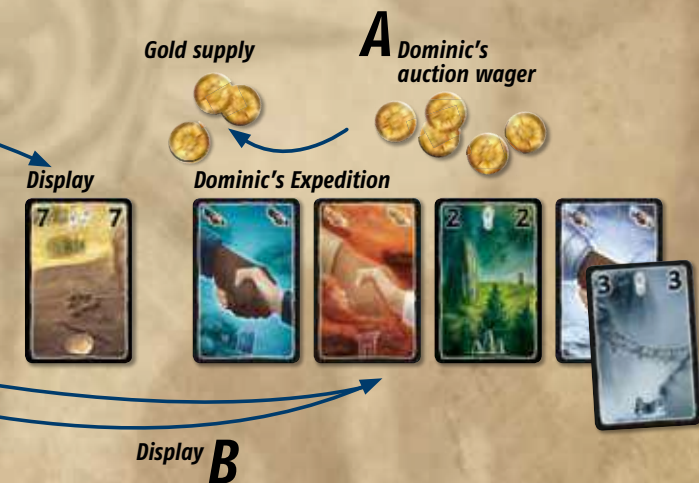 Gold supply
A Dominic's
auction wager
Display
Dominic's Expedition
7 7
2 2
3 3
Display B